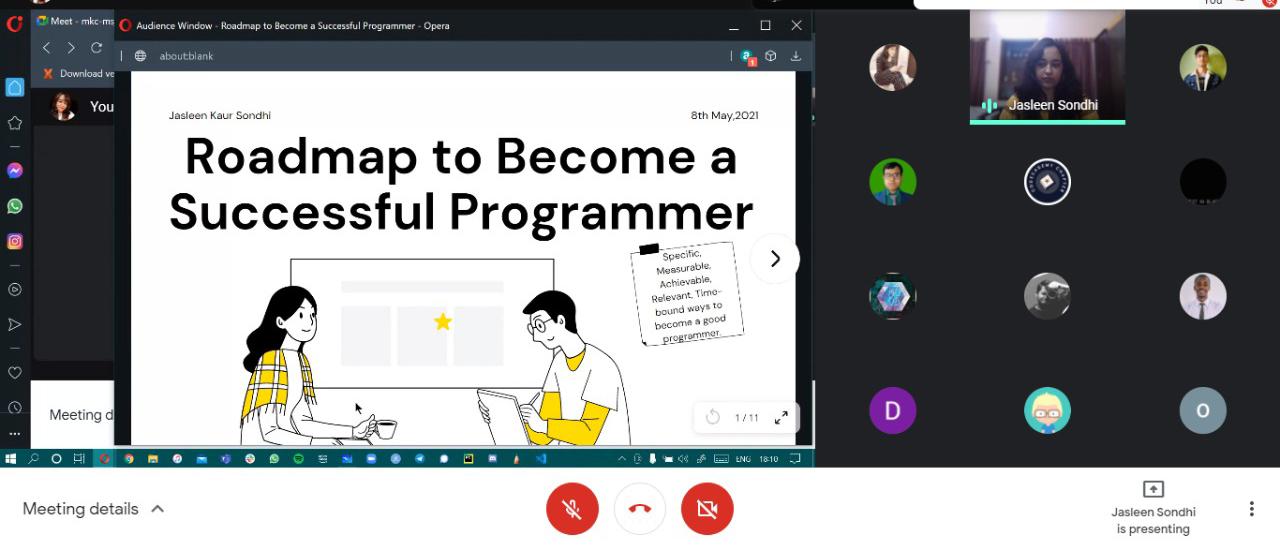 You
Meet - mkc-ms
Audience Window - Roadmap to Become a Successful Programmer - Opera
about:blank
Download ve
You
Jasleen Kaur Sondhi
8th May,2021
Roadmap to Become a
Successful Programmer
Specific,
Measurable,
Achievable,
Relevant, Time-
bound ways to
become a good
programmer.
1 / 11
Meeting d
ENG
18:10
Jasleen Sondhi
D
O
Meeting details
Jasleen Sondhi
is presenting